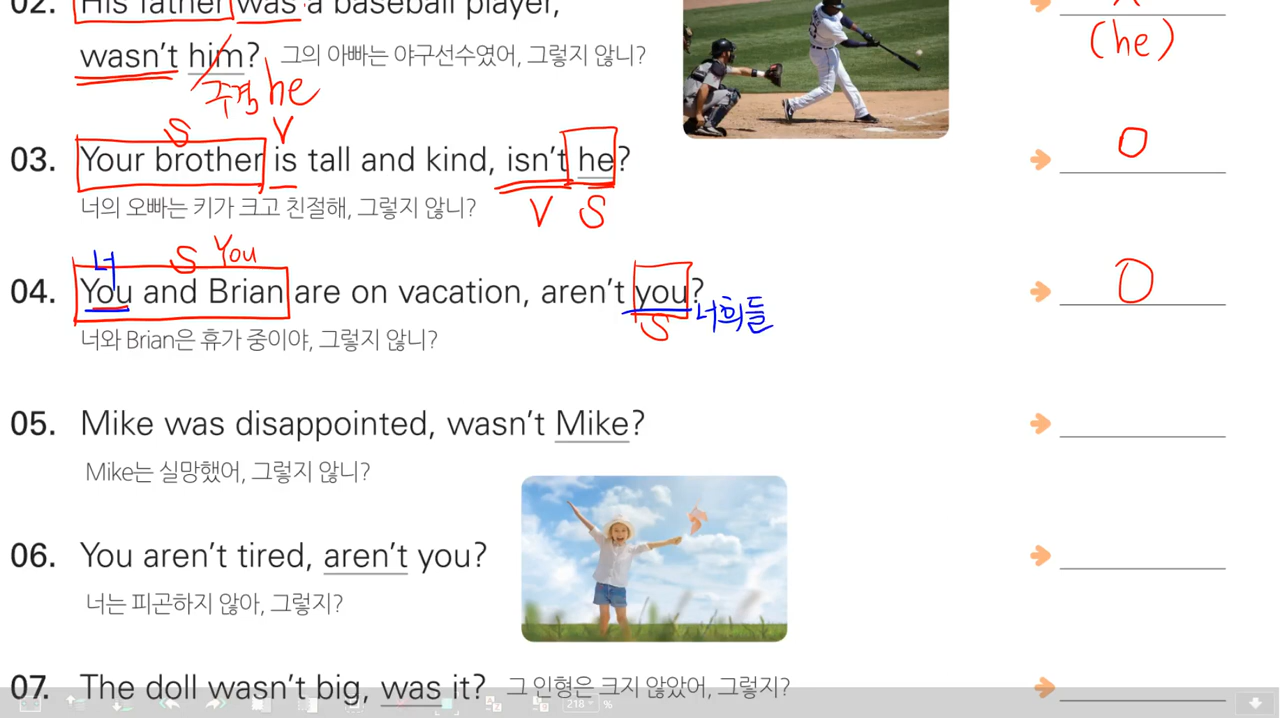 02. His father was a baseball player,
wasn't him? 그의 아빠는 야구선수였어, 그렇지 않니?
(he)
주격 he
S V
03. Your brother is tall and kind, isn't he? O
너의 오빠는 키가 크고 친절해, 그렇지 않니?
V S
너 S You
04. You and Brian are on vacation, aren't you? O
S 너희들
너와 Brian은 휴가 중이야, 그렇지 않니?
05. Mike was disappointed, wasn't Mike?
Mike는 실망했어, 그렇지 않니?
06. You aren't tired, aren't you?
너는 피곤하지 않아, 그렇지?
07. The doll wasn't big, was it? 그 인형은 크지 않았어, 그렇지?
218 %